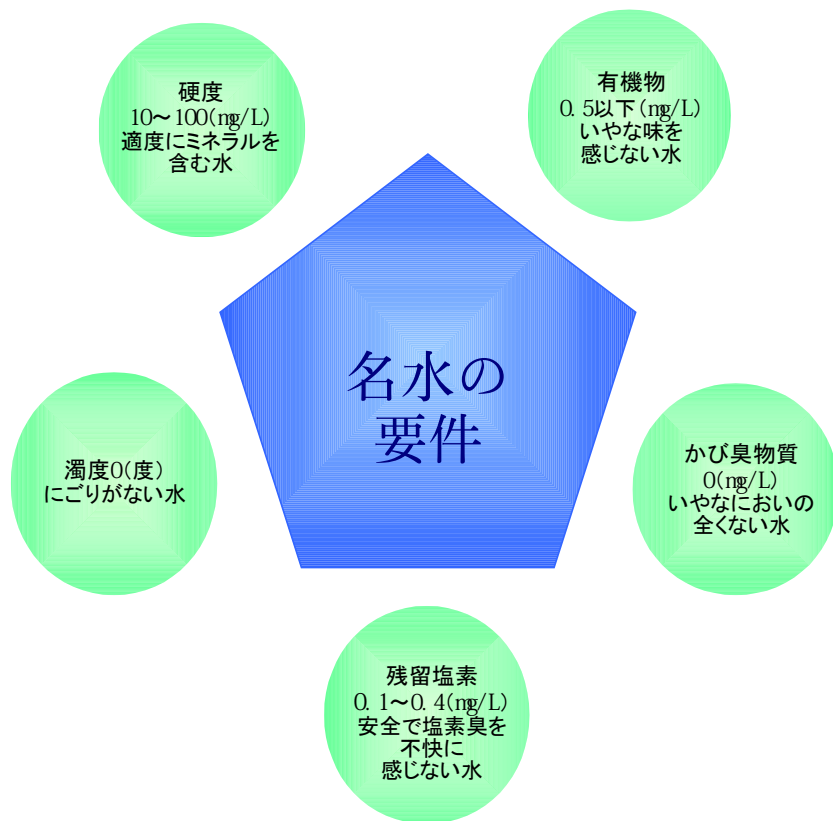 硬度
10～100(mg/L)
適度にミネラルを
含む水
有機物
0.5以下(mg/L)
いやな味を
感じない水
名水の
要件
濁度0(度)
にごりがない水
かび臭物質
0(mg/L)
いやなにおいの
全くない水
残留塩素
0.1～0.4(mg/L)
安全で塩素臭を
不快に
感じない水